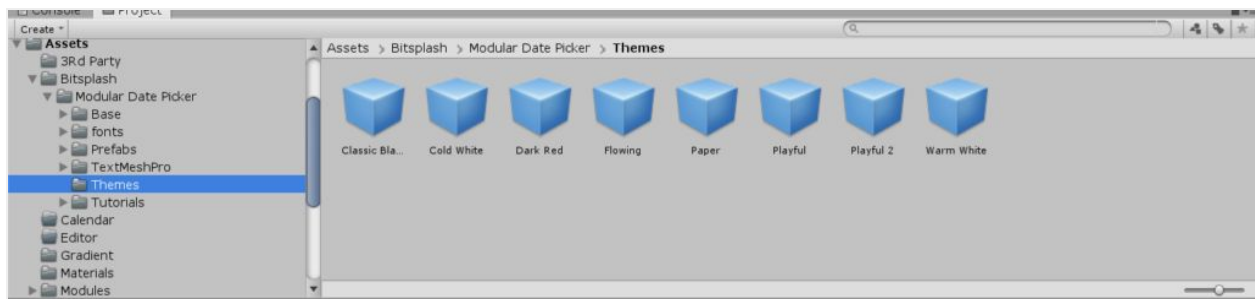 Console Project
Create
Assets
3Rd Party
Bitsplash
Modular Date Picker
Base
fonts
Prefabs
TextMeshPro
Themes
Tutorials
Calendar
Editor
Gradient
Materials
Modules
Assets > Bitsplash > Modular Date Picker > Themes
Classic Bla... Cold White Dark Red Flowing Paper Playful Playful 2 Warm White